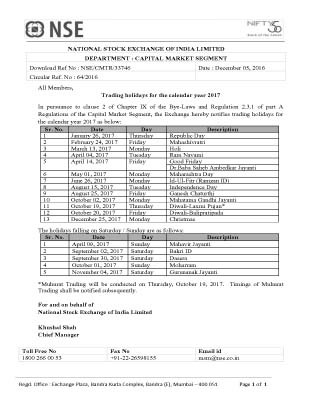 NSE
NIFTY50
NATIONAL STOCK EXCHANGE OF INDIA LIMITED
DEPARTMENT : CAPITAL MARKET SEGMENT
Download Ref No : NSE/CMTR/33746 Date : December 05, 2016
Circular Ref. No : 64/2016
All Members,
Trading holidays for the calendar year 2017
In pursuance to clause 2 of Chapter IX of the Bye-Laws and Regulation 2.3.1 of part A
Regulations of the Capital Market Segment, the Exchange hereby notifies trading holidays for
the calendar year 2017 as below:
Sr. No. Date Day Description
1 January 26, 2017 Thursday Republic Day
2 February 24, 2017 Friday Mahashivratri
3 March 13, 2017 Monday Holi
4 April 04, 2017 Tuesday Ram Navami
5 April 14, 2017 Friday Good Friday
Dr.Baba Saheb Ambedkar Jayanti
6 May 01, 2017 Monday Maharashtra Day
7 June 26, 2017 Monday Id-Ul-Fitr (Ramzan ID)
8 August 15, 2017 Tuesday Independence Day
9 August 25, 2017 Friday Ganesh Chaturthi
10 October 02, 2017 Monday Mahatama Gandhi Jayanti
11 October 19, 2017 Thursday Diwali-Laxmi Pujan*
12 October 20, 2017 Friday Diwali-Balipratipada
13 December 25, 2017 Monday Christmas
The holidays falling on Saturday / Sunday are as follows:
Sr. No. Date Day Description
1 April 09, 2017 Sunday Mahavir Jayanti
2 September 02, 2017 Saturday Bakri ID
3 September 30, 2017 Saturday Dasara
4 October 01, 2017 Sunday Moharram
5 November 04, 2017 Saturday Gurunanak Jayanti
*Muhurat Trading will be conducted on Thursday, October 19, 2017. Timings of Muhurat
Trading shall be notified subsequently.
For and on behalf of
National Stock Exchange of India Limited
Khushal Shah
Chief Manager
Toll Free No Fax No Email id
1800 266 00 53 +91-22-26598155 msm@nse.co.in
Regd. Office : Exchange Plaza, Bandra Kurla Complex, Bandra (E), Mumbai – 400 051 Page 1 of 1